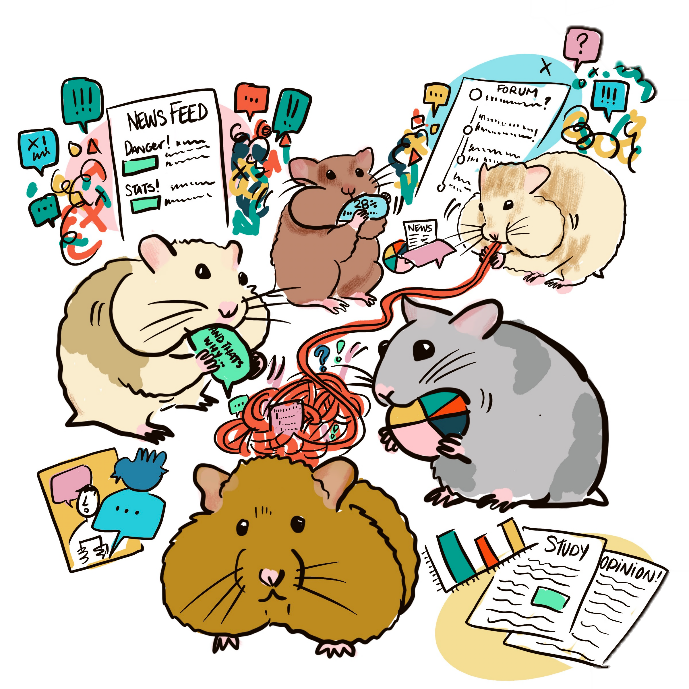 ?
NEWS FEED
DANGER!
STATS!
FORUM
?
X
!!!
!!
...
!!!
...
X!
...
28%
NEWS
AND THAT'S
WHY
?
!
...
...
STUDY
OPINION!